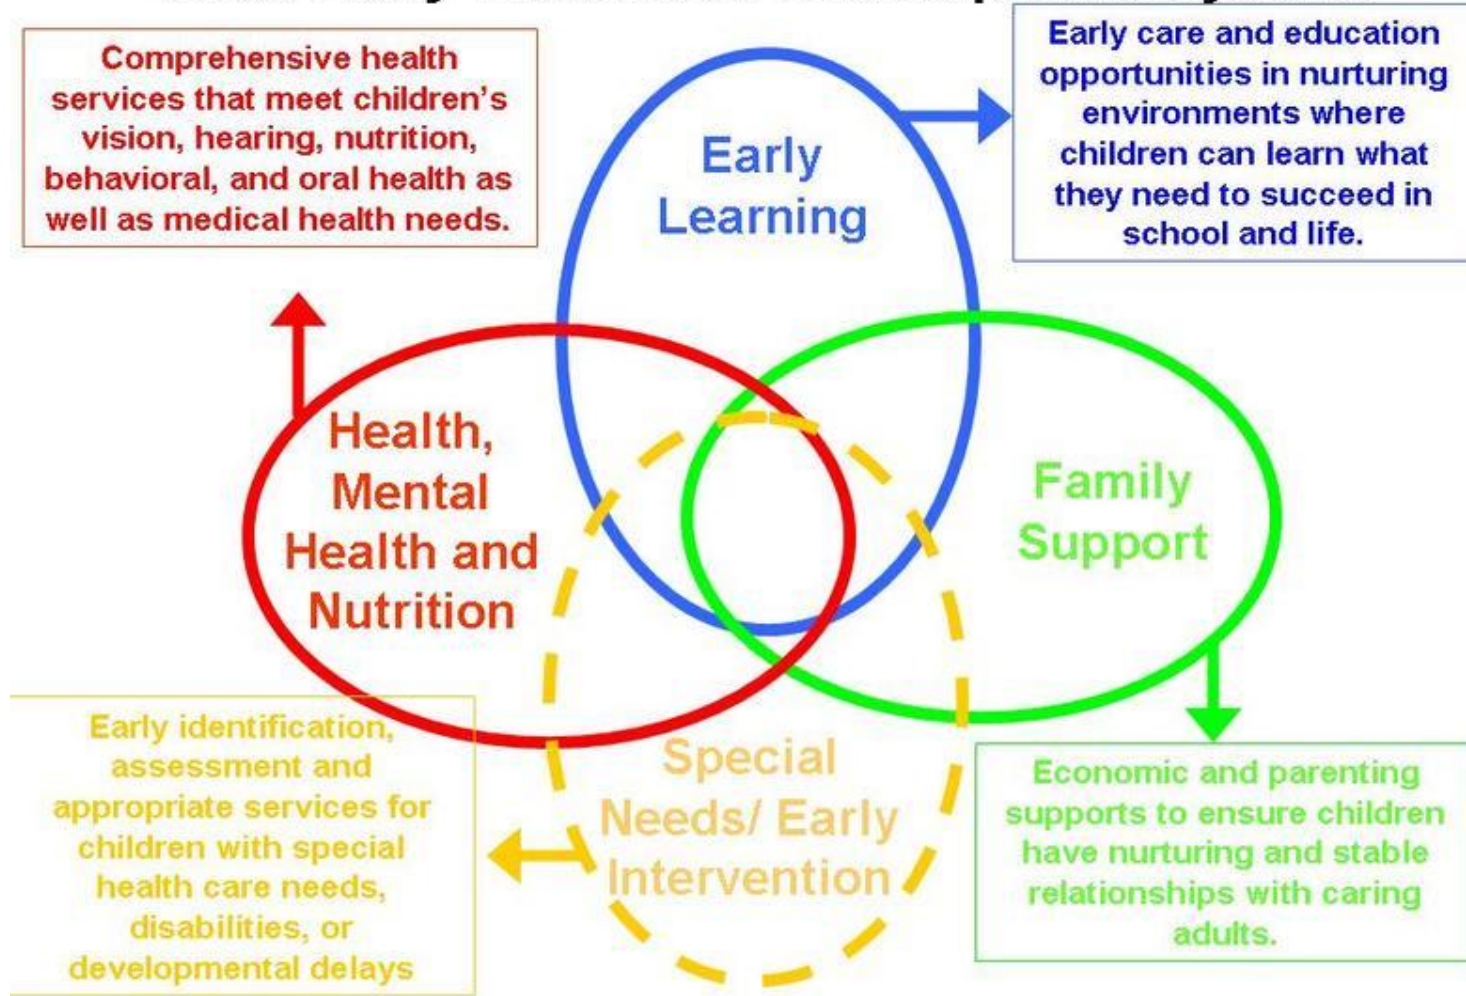 Comprehensive health
services that meet children's
vision, hearing, nutrition,
behavioral, and oral health as
well as medical health needs.
Early
Learning
Early care and education
opportunities in nurturing
environments where
children can learn what
they need to succeed in
school and life.
Health,
Mental
Health and
Nutrition
Family
Support
Early identification,
assessment and
appropriate services for
children with special
health care needs,
disabilities, or
developmental delays
Special
Needs/ Early
Intervention
Economic and parenting
supports to ensure children
have nurturing and stable
relationships with caring
adults.